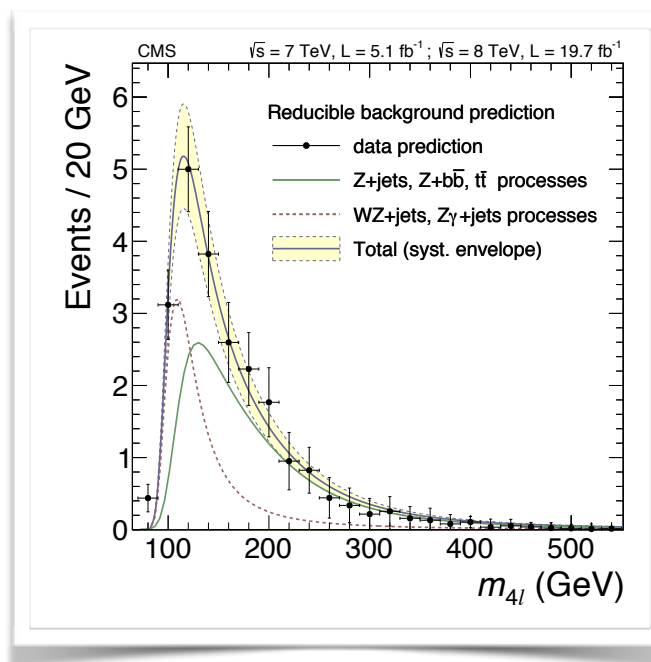 CMS √s = 7 TeV, L = 5.1 fb⁻¹ ; √s = 8 TeV, L = 19.7 fb⁻¹
Events / 20 GeV
6
5
4
3
2
1
0
Reducible background prediction
data prediction
Z+jets, Z+bb̅, tt̅ processes
WZ+jets, Zγ+jets processes
Total (syst. envelope)
100 200 300 400 500
m₄ₗ (GeV)